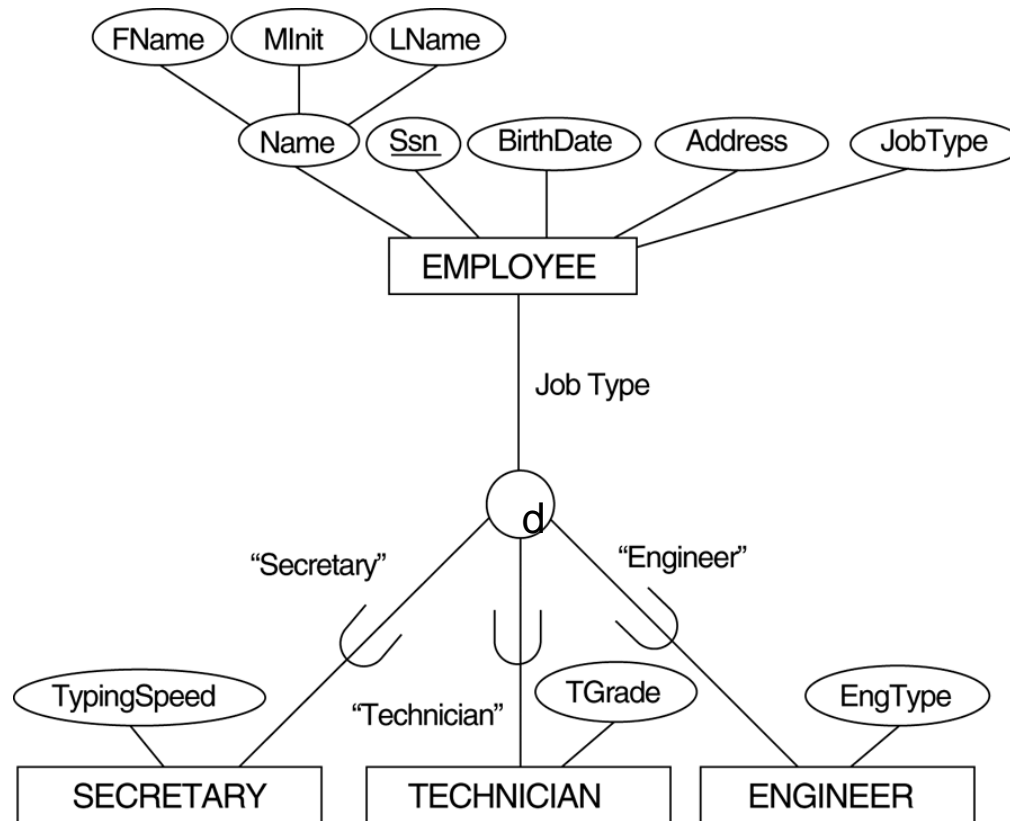 FName MInit LName
Name Ssn BirthDate Address JobType
EMPLOYEE
Job Type
d
“Secretary” “Engineer”
TypingSpeed “Technician” TGrade EngType
SECRETARY TECHNICIAN ENGINEER